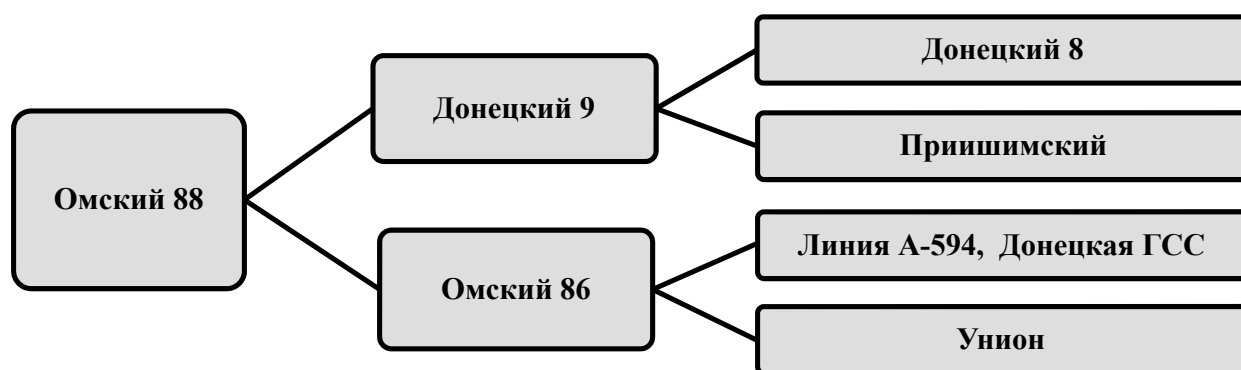 Донецкий 8
Донецкий 9
Приишимский
Омский 88
Линия А-594, Донецкая ГСС
Омский 86
Унион